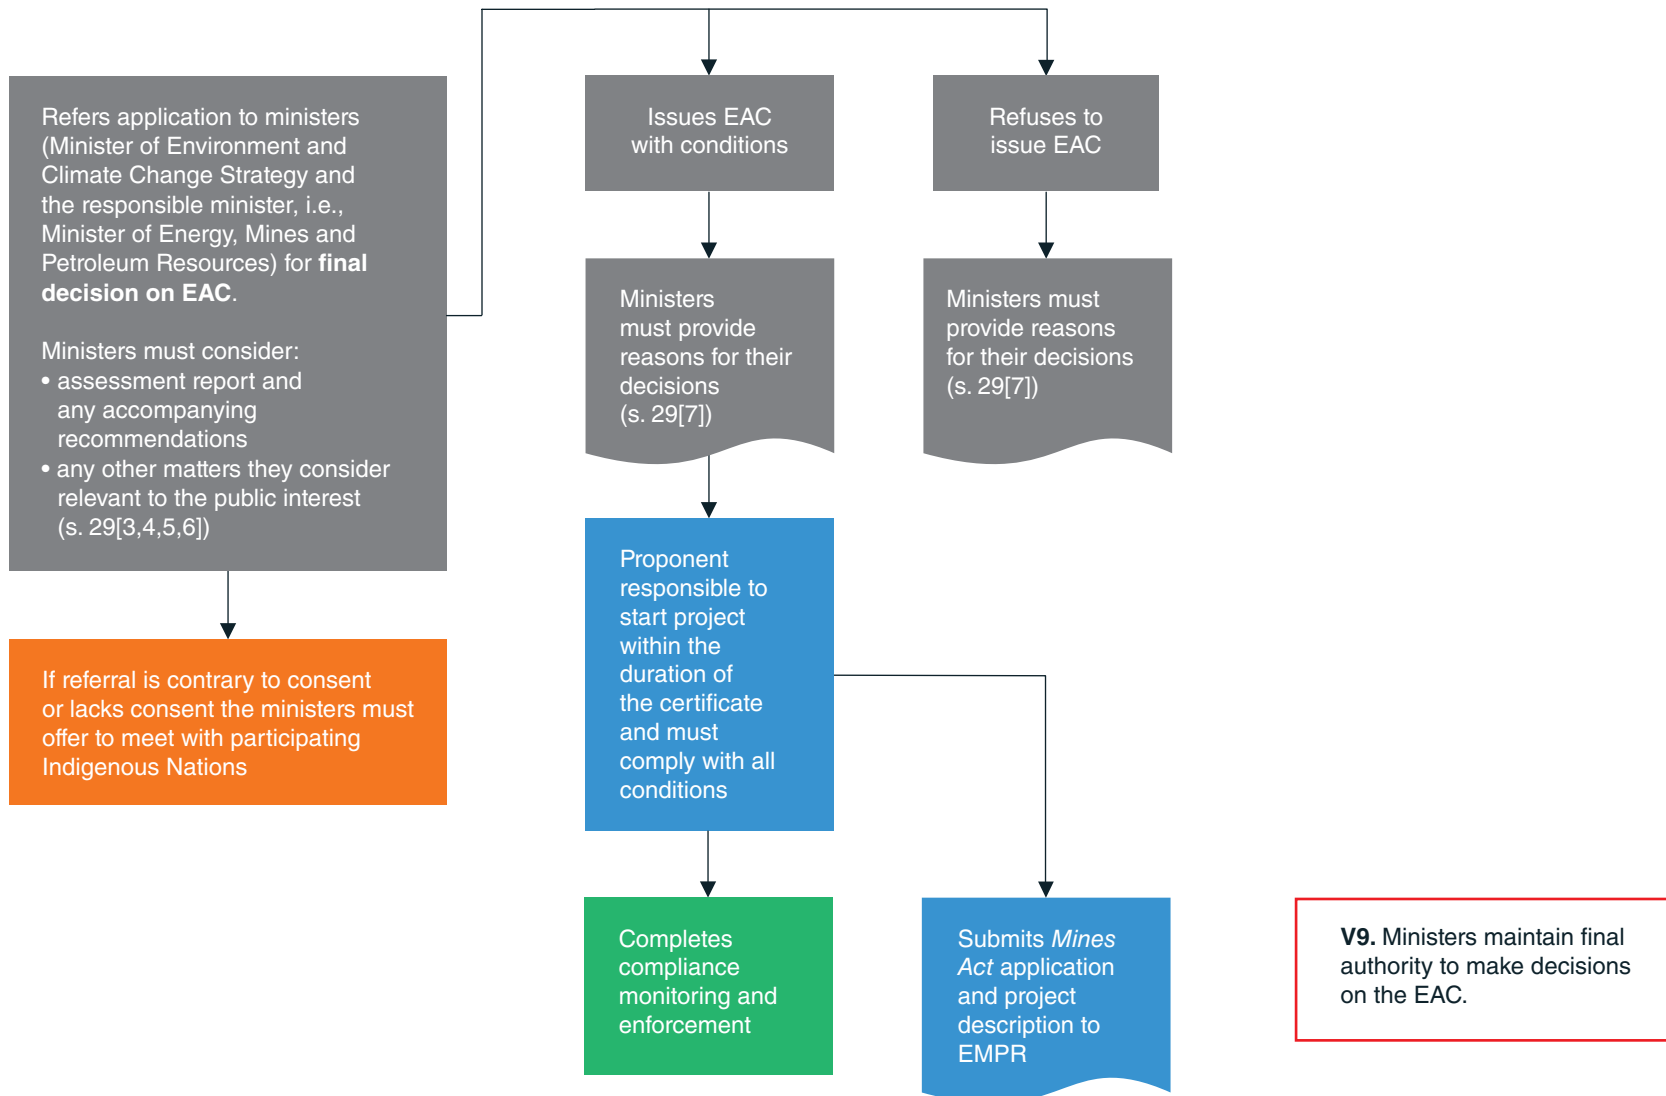 Refers application to ministers
(Minister of Environment and
Climate Change Strategy and
the responsible minister, i.e.,
Minister of Energy, Mines and
Petroleum Resources) for final
decision on EAC.
Ministers must consider:
• assessment report and
any accompanying
recommendations
• any other matters they consider
relevant to the public interest
(s. 29[3,4,5,6])
If referral is contrary to consent
or lacks consent the ministers must
offer to meet with participating
Indigenous Nations
Issues EAC
with conditions
Refuses to
issue EAC
Ministers
must provide
reasons for their
decisions
(s. 29[7])
Ministers must
provide reasons
for their decisions
(s. 29[7])
Proponent
responsible to
start project
within the
duration of
the certificate
and must
comply with all
conditions
Completes
compliance
monitoring and
enforcement
Submits Mines
Act application
and project
description to
EMPR
V9. Ministers maintain final
authority to make decisions
on the EAC.